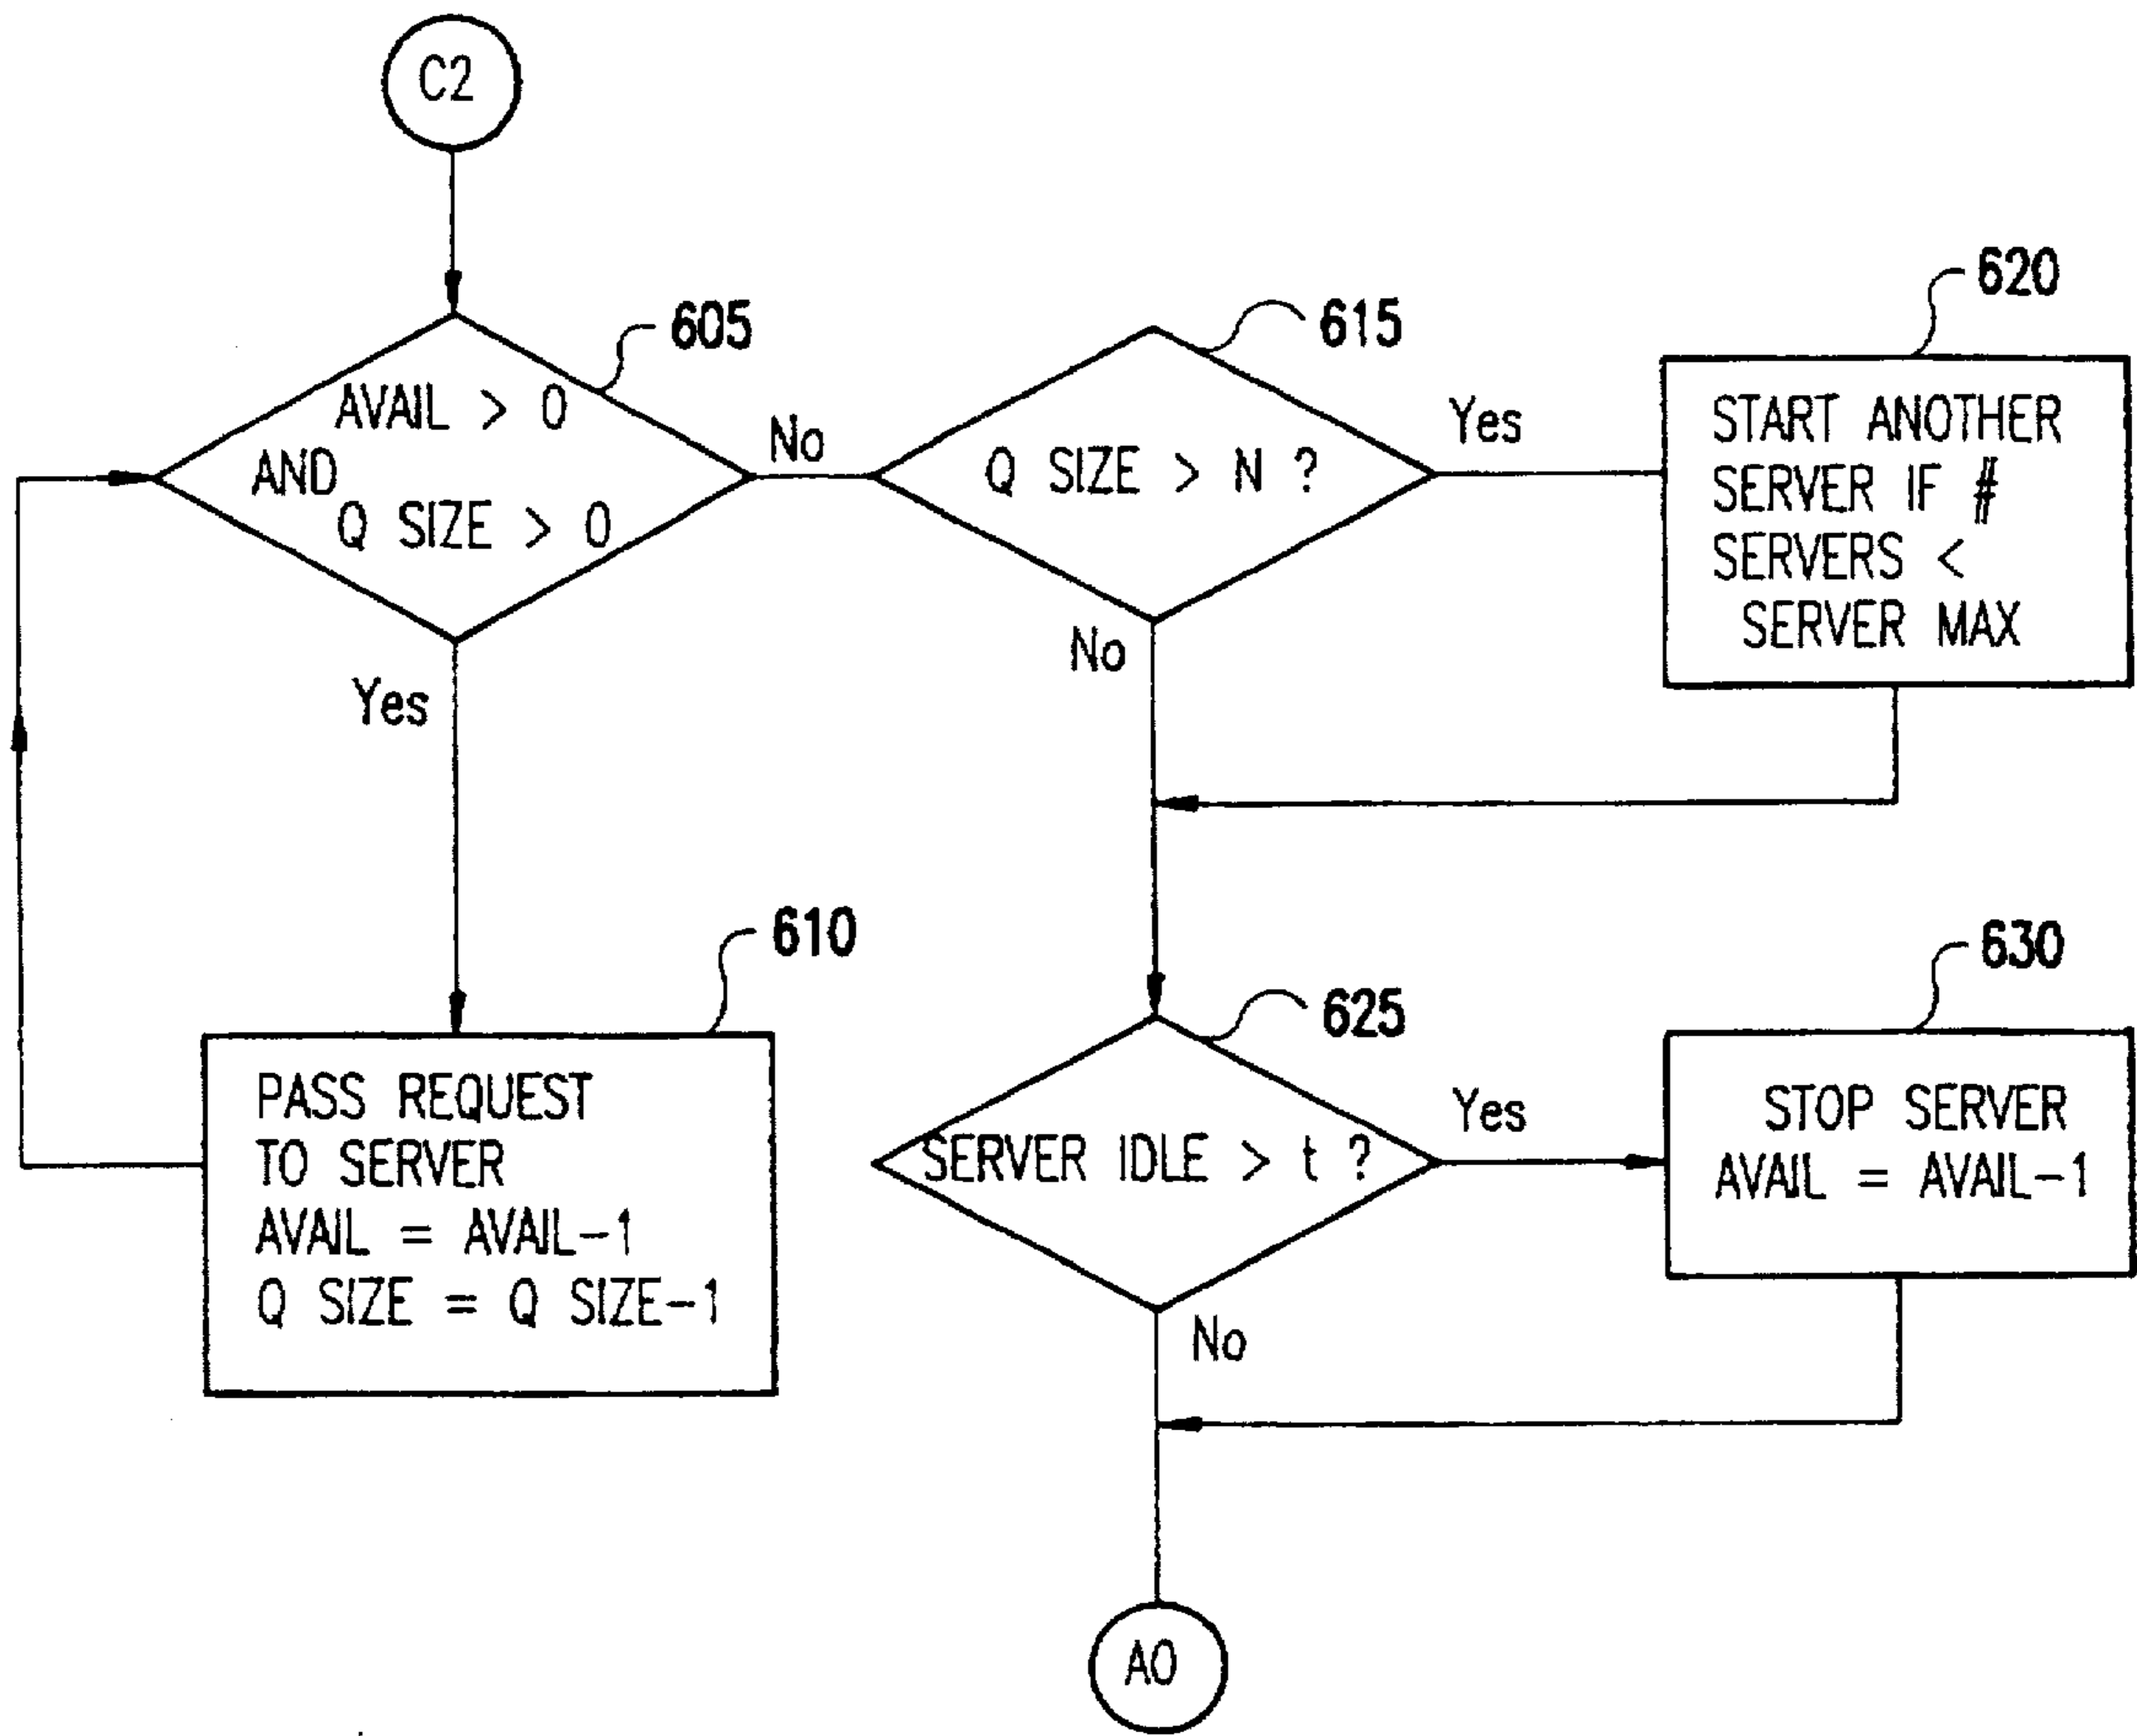 C2
605
AVAIL > 0
AND
Q SIZE > 0
No
Yes
615
Q SIZE > N ?
Yes
No
620
START ANOTHER
SERVER IF #
SERVERS <
SERVER MAX
610
PASS REQUEST
TO SERVER
AVAIL = AVAIL-1
Q SIZE = Q SIZE-1
625
SERVER IDLE > t ?
Yes
No
630
STOP SERVER
AVAIL = AVAIL-1
A0